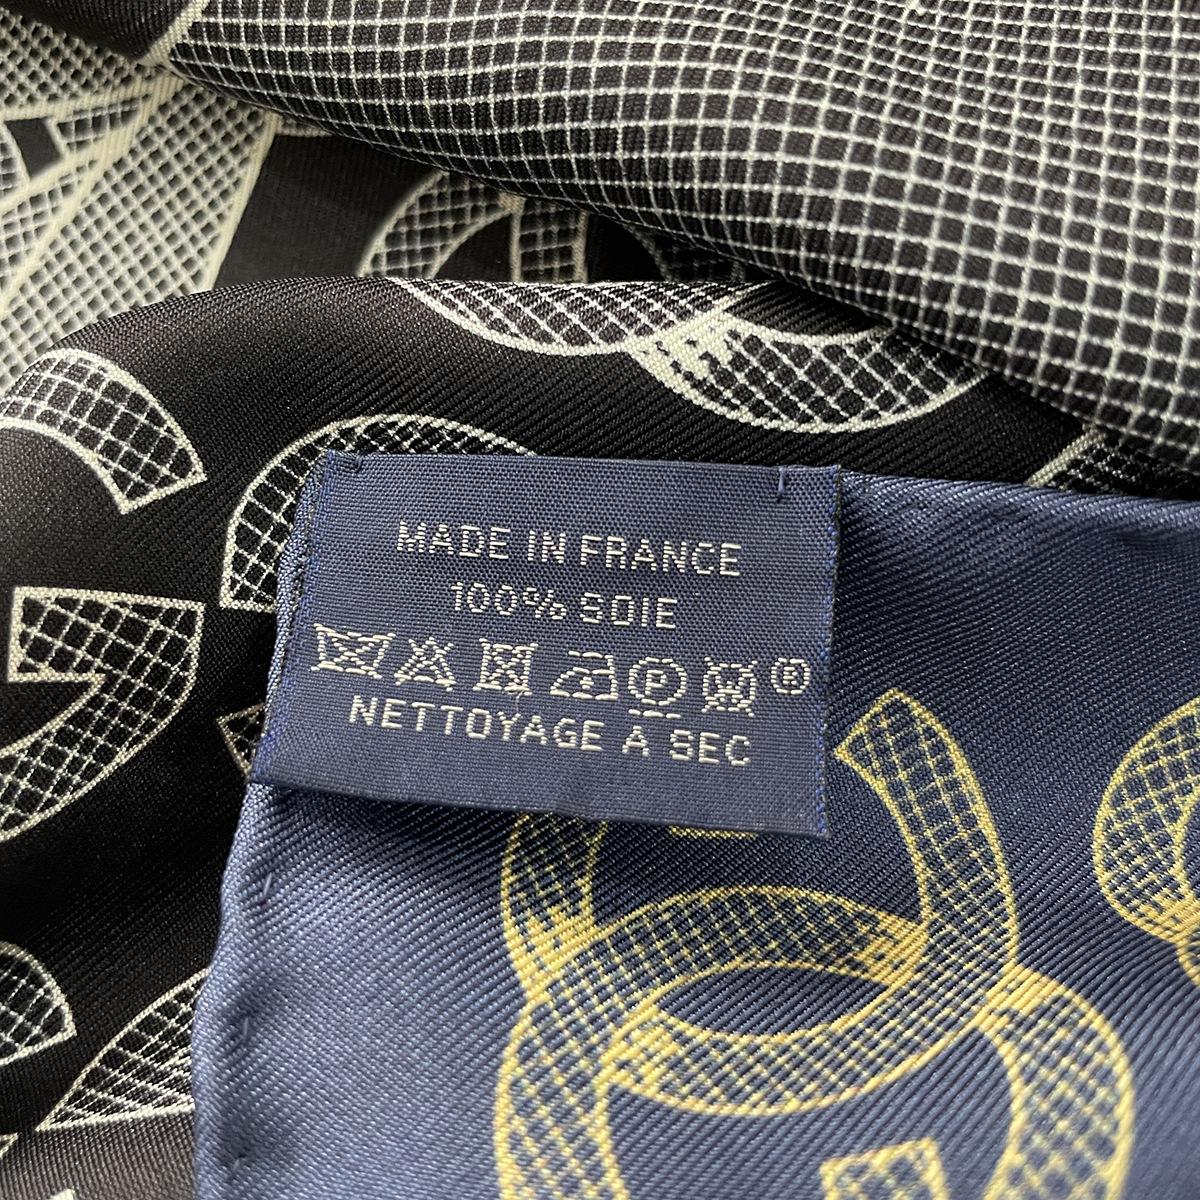 MADE IN FRANCE
100% SOIE
P ®
NETTOYAGE A SEC